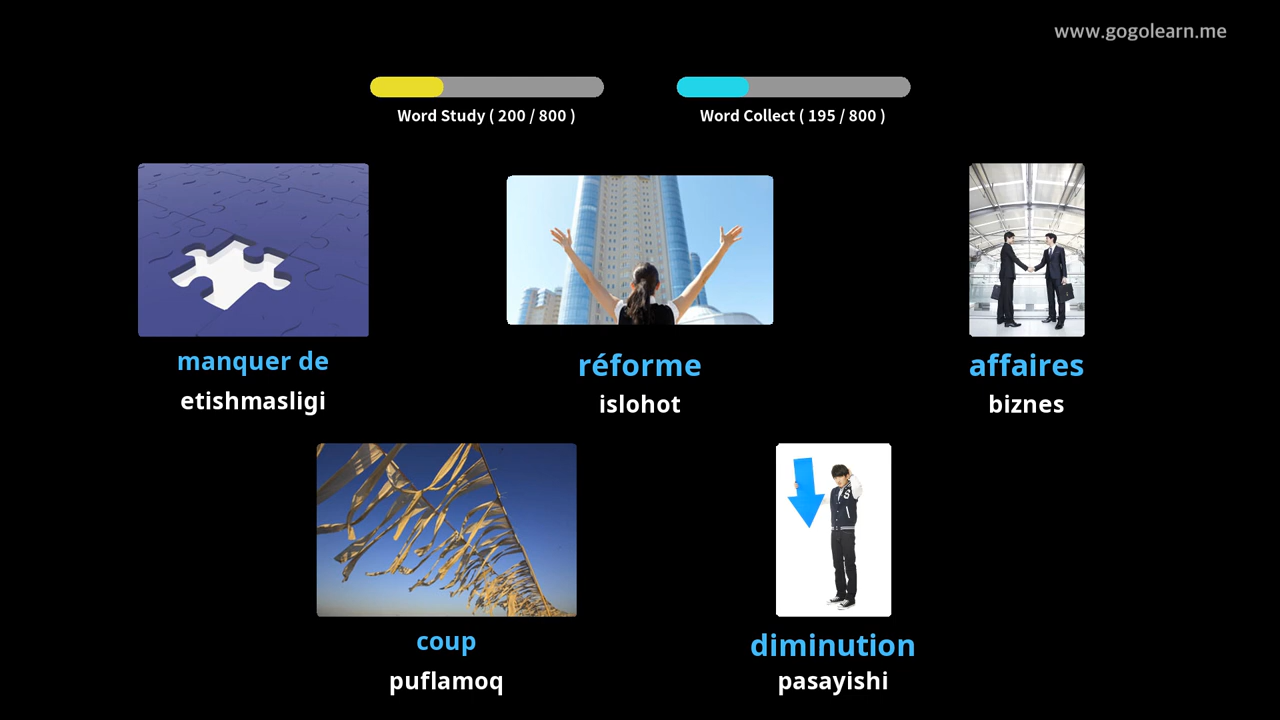 www.gogolearn.me
Word Study ( 200 / 800 )
Word Collect ( 195 / 800 )
manquer de
etishmasligi
réforme
islohot
affaires
biznes
coup
puflamoq
diminution
pasayishi